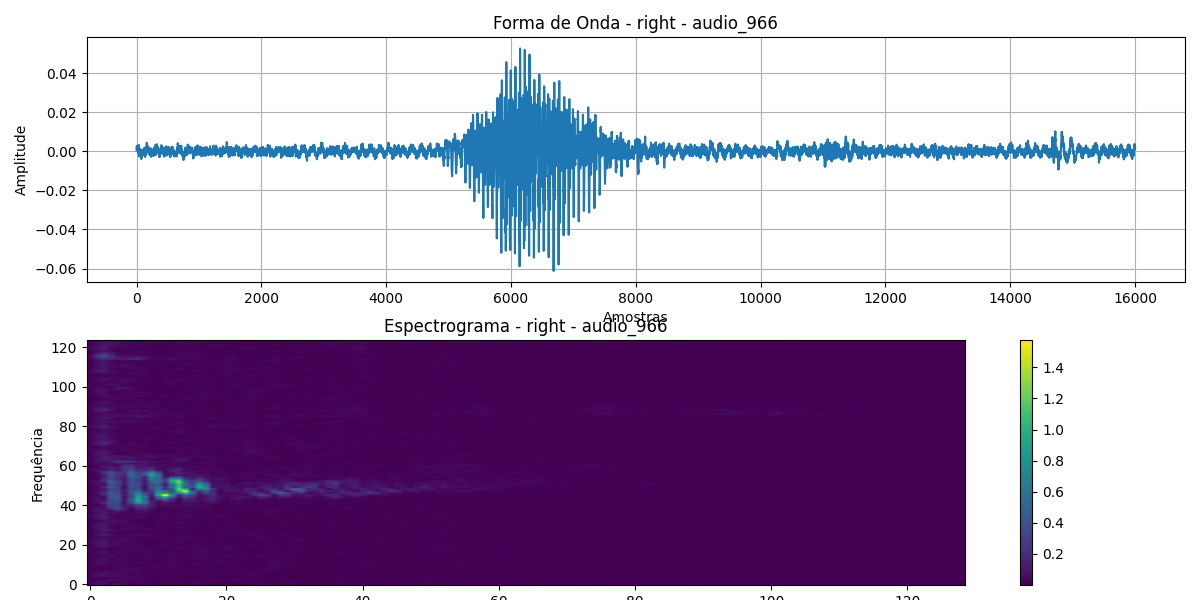 Forma de Onda - right - audio_966
Amplitude
0.04
0.02
0.00
−0.02
−0.04
−0.06
0 2000 4000 6000 8000 10000 12000 14000 16000
Amostras
Espectrograma - right - audio_966
Frequência
120
100
80
60
40
20
0
0 20 40 60 80 100 120
1.4
1.2
1.0
0.8
0.6
0.4
0.2